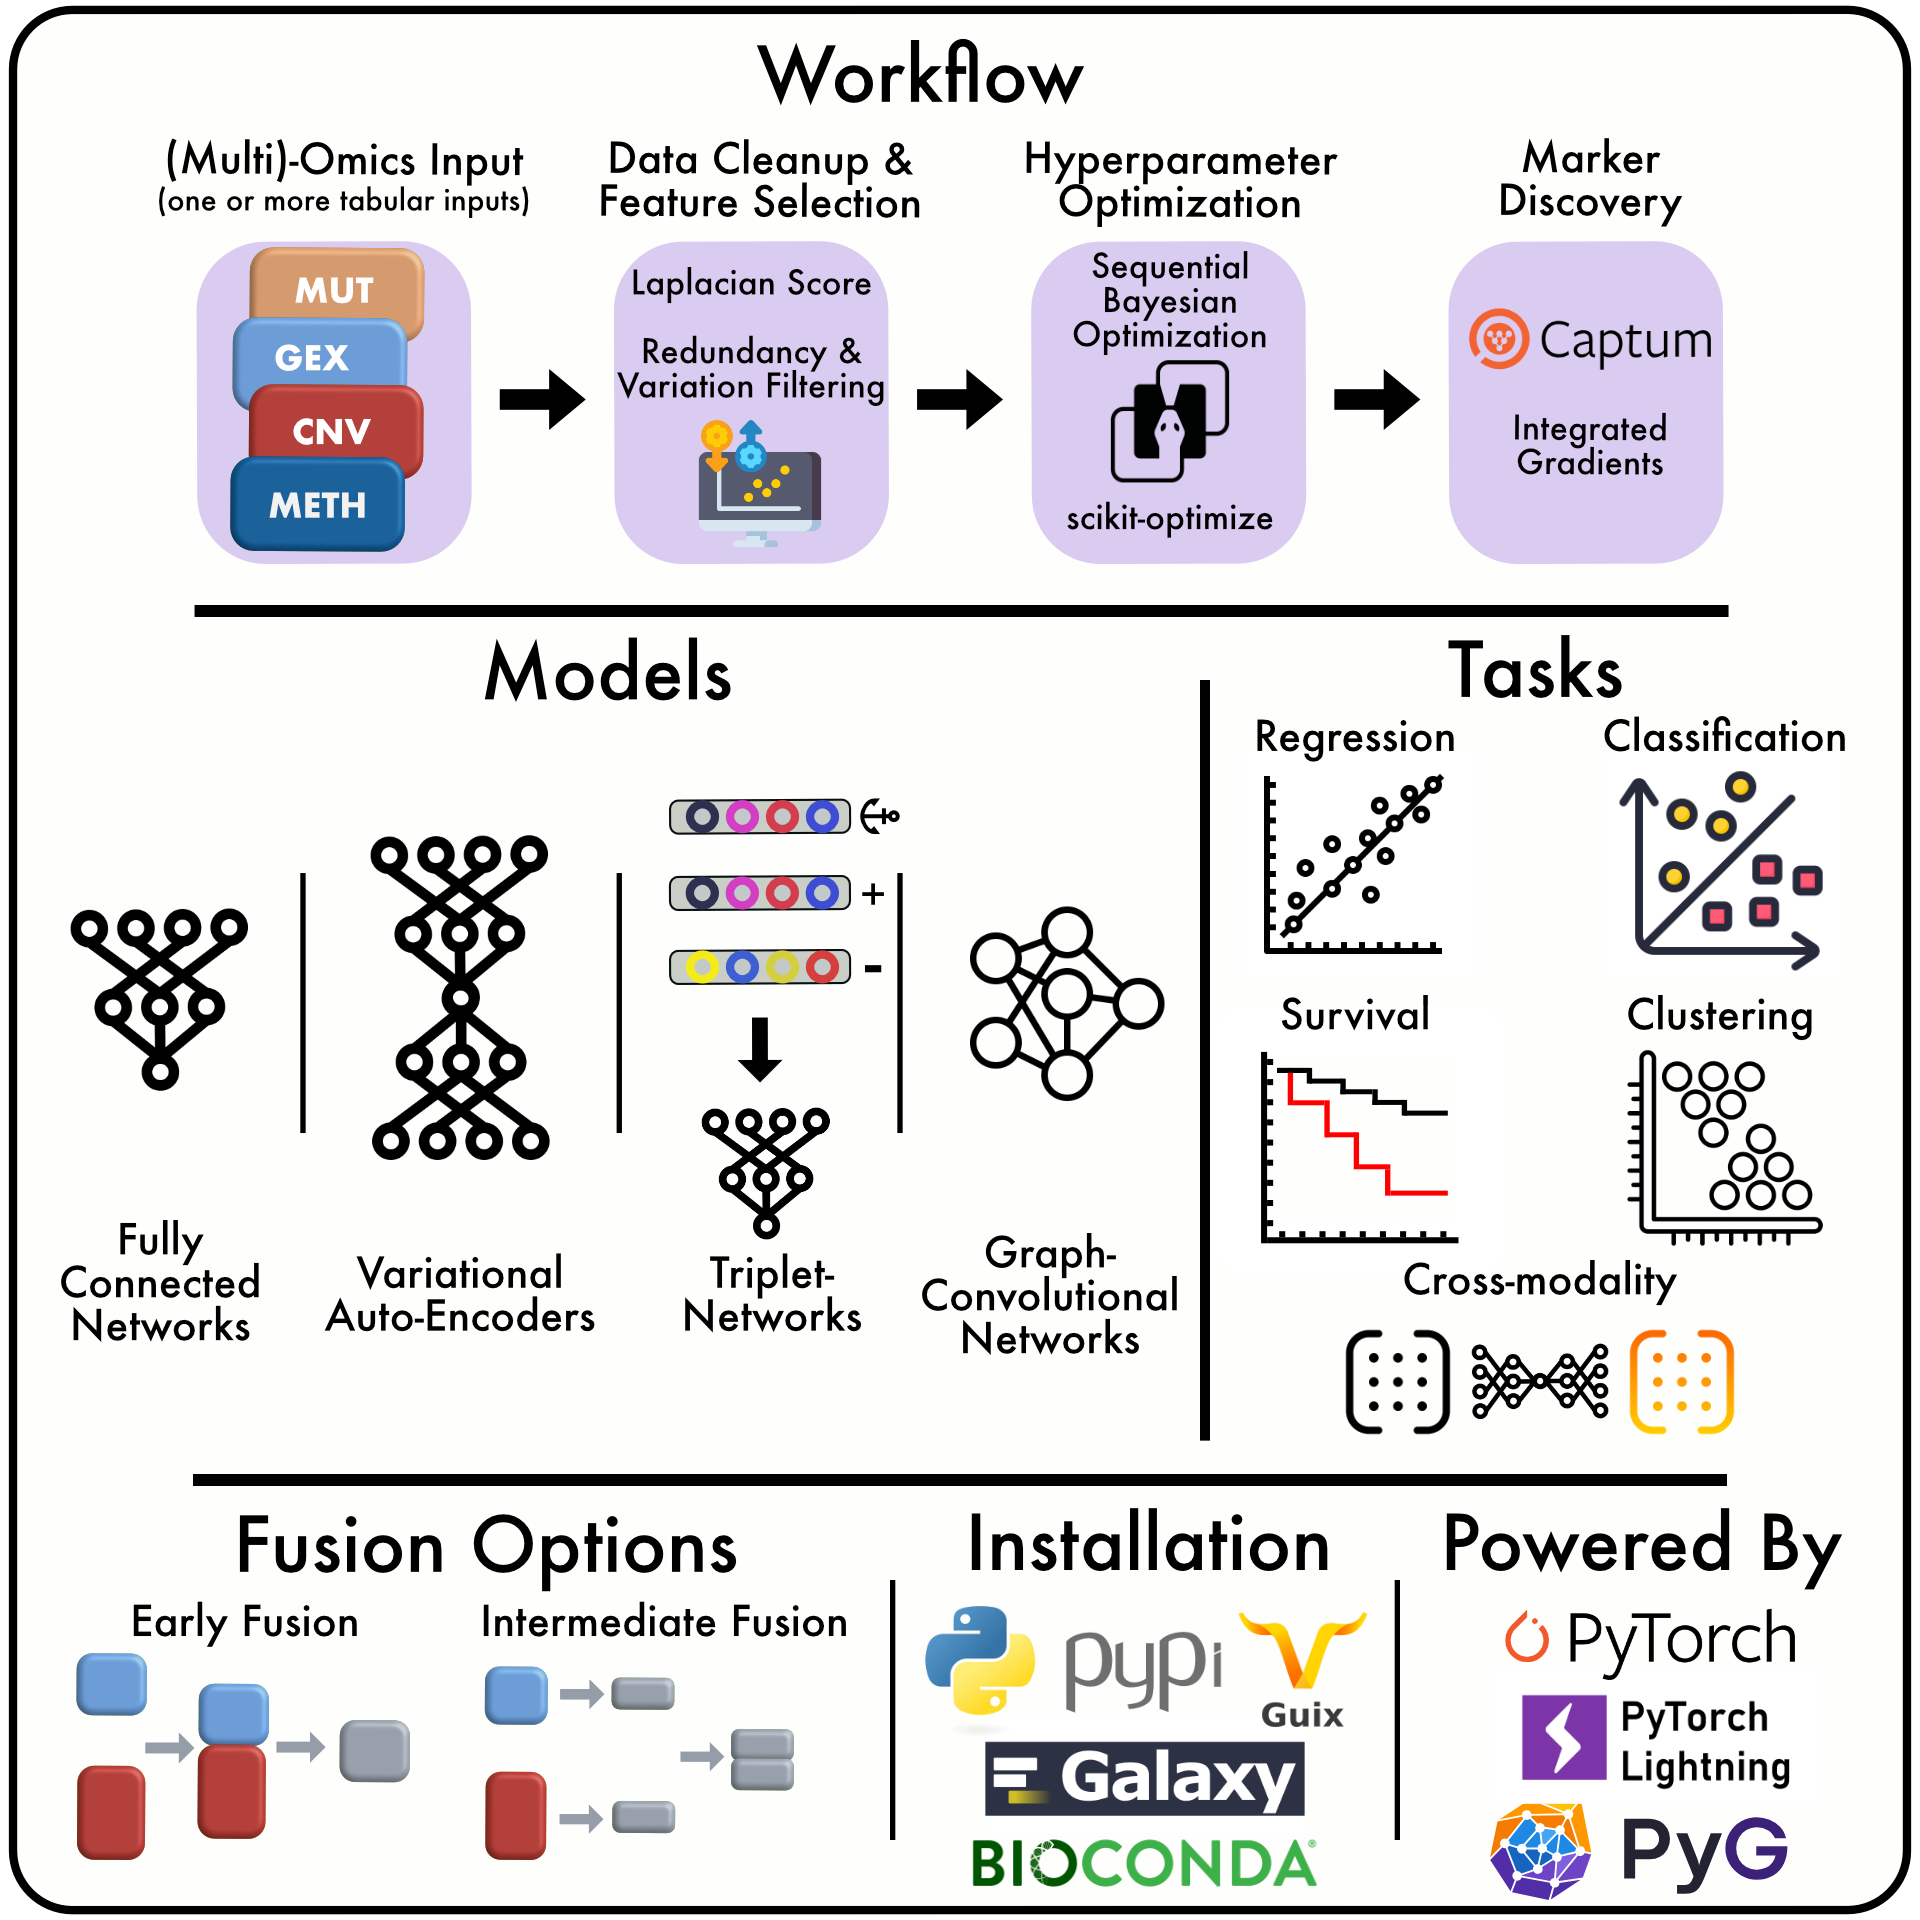 Workflow
(Multi)-Omics Input
(one or more tabular inputs)
MUT
GEX
CNV
METH
Data Cleanup &
Feature Selection
Laplacian Score
Redundancy &
Variation Filtering
Hyperparameter
Optimization
Sequential
Bayesian
Optimization
scikit-optimize
Marker
Discovery
Captum
Integrated
Gradients
Models
Fully
Connected
Networks
Variational
Auto-Encoders
+
-
Triplet-
Networks
Graph-
Convolutional
Networks
Tasks
Regression
Classification
Survival
Clustering
Cross-modality
Fusion Options
Early Fusion
Intermediate Fusion
Installation
pypi
Guix
Galaxy
BIOCONDA®
Powered By
PyTorch
PyTorch
Lightning
PyG